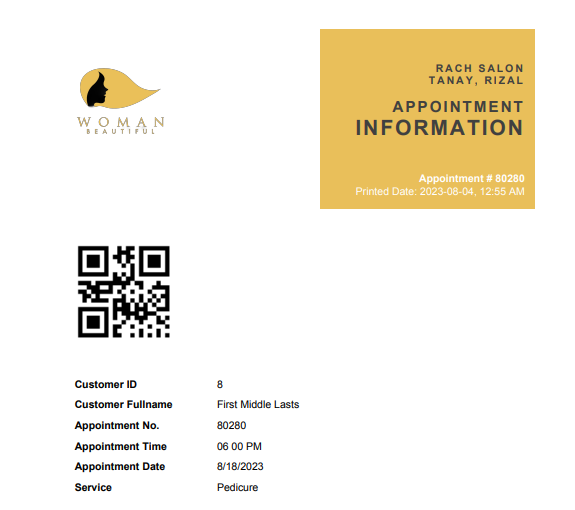 RACH SALON
TANAY, RIZAL
APPOINTMENT
INFORMATION
WOMAN
BEAUTIFUL
Appointment # 80280
Printed Date: 2023-08-04, 12:55 AM
Customer ID 8
Customer Fullname First Middle Lasts
Appointment No. 80280
Appointment Time 06 00 PM
Appointment Date 8/18/2023
Service Pedicure